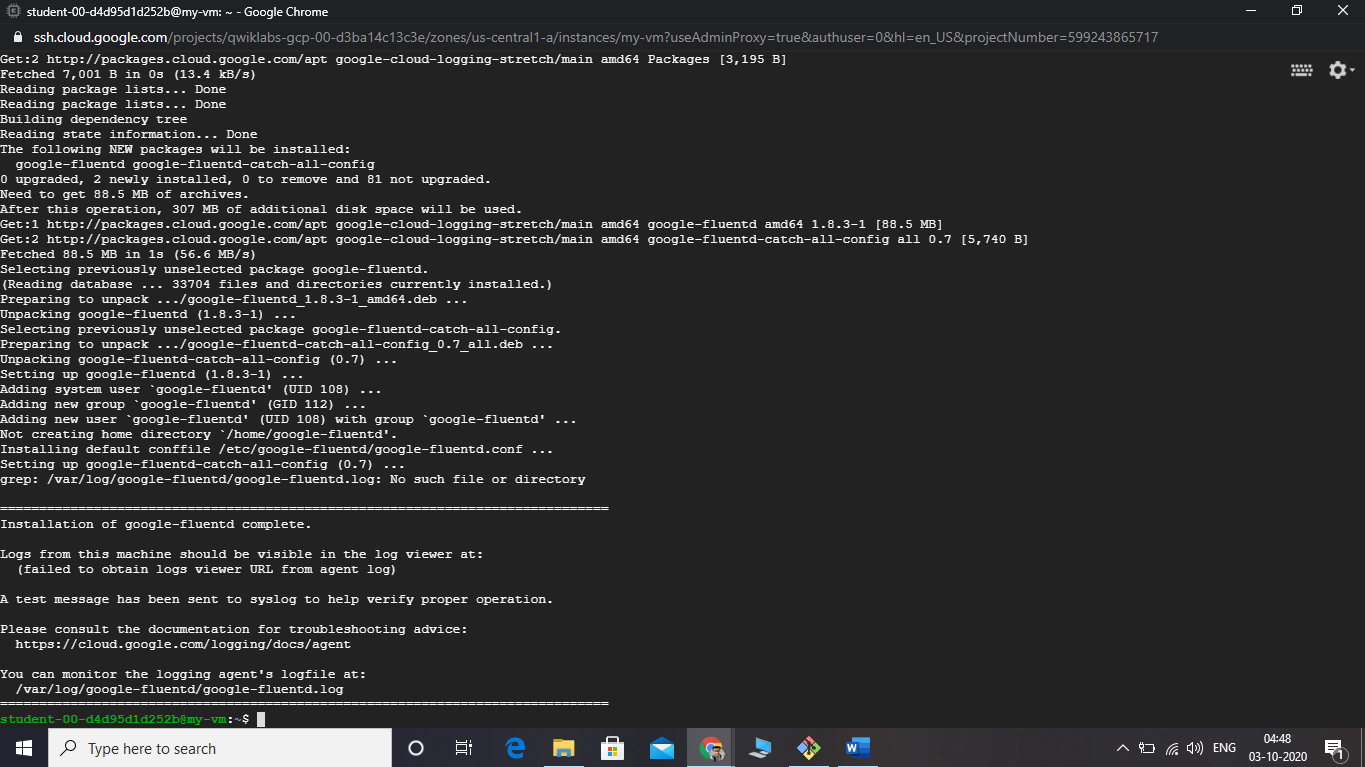 student-00-d4d95d1d252b@my-vm: ~ - Google Chrome
ssh.cloud.google.com/projects/qwiklabs-gcp-00-d3ba14c13c3e/zones/us-central1-a/instances/my-vm?useAdminProxy=true&authuser=0&hl=en_US&projectNumber=599243865717
Get:2 http://packages.cloud.google.com/apt google-cloud-logging-stretch/main amd64 Packages [3,195 B]
Fetched 7,001 B in 0s (13.4 kB/s)
Reading package lists... Done
Reading package lists... Done
Building dependency tree
Reading state information... Done
The following NEW packages will be installed:
  google-fluentd google-fluentd-catch-all-config
0 upgraded, 2 newly installed, 0 to remove and 81 not upgraded.
Need to get 88.5 MB of archives.
After this operation, 307 MB of additional disk space will be used.
Get:1 http://packages.cloud.google.com/apt google-cloud-logging-stretch/main amd64 google-fluentd amd64 1.8.3-1 [88.5 MB]
Get:2 http://packages.cloud.google.com/apt google-cloud-logging-stretch/main amd64 google-fluentd-catch-all-config all 0.7 [5,740 B]
Fetched 88.5 MB in 1s (56.6 MB/s)
Selecting previously unselected package google-fluentd.
(Reading database ... 33704 files and directories currently installed.)
Preparing to unpack .../google-fluentd_1.8.3-1_amd64.deb ...
Unpacking google-fluentd (1.8.3-1) ...
Selecting previously unselected package google-fluentd-catch-all-config.
Preparing to unpack .../google-fluentd-catch-all-config_0.7_all.deb ...
Unpacking google-fluentd-catch-all-config (0.7) ...
Setting up google-fluentd (1.8.3-1) ...
Adding system user `google-fluentd' (UID 108) ...
Adding new group `google-fluentd' (GID 112) ...
Adding new user `google-fluentd' (UID 108) with group `google-fluentd' ...
Not creating home directory `/home/google-fluentd'.
Installing default conffile /etc/google-fluentd/google-fluentd.conf ...
Setting up google-fluentd-catch-all-config (0.7) ...
grep: /var/log/google-fluentd/google-fluentd.log: No such file or directory
==============================================================================
Installation of google-fluentd complete.
Logs from this machine should be visible in the log viewer at:
  (failed to obtain logs viewer URL from agent log)
A test message has been sent to syslog to help verify proper operation.
Please consult the documentation for troubleshooting advice:
  https://cloud.google.com/logging/docs/agent
You can monitor the logging agent's logfile at:
  /var/log/google-fluentd/google-fluentd.log
==============================================================================
student-00-d4d95d1d252b@my-vm:~$
Type here to search
ENG
04:48
03-10-2020
1